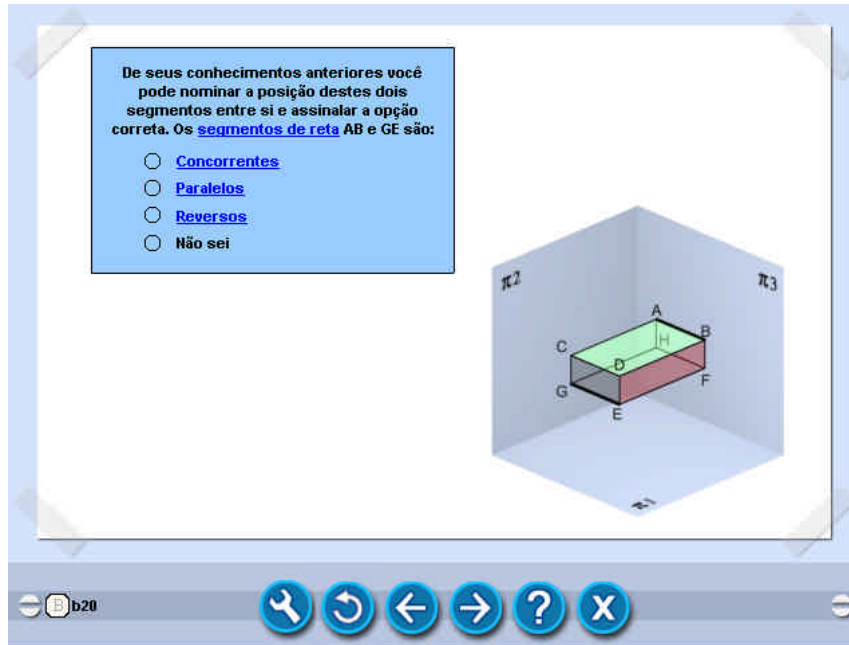 De seus conhecimentos anteriores você
pode nominar a posição destes dois
segmentos entre si e assinalar a opção
correta. Os segmentos de reta AB e GE são:
Concorrentes
Paralelos
Reversos
Não sei
π2
π3
A
B
H
C
D
F
G
E
π1
B b20
? X